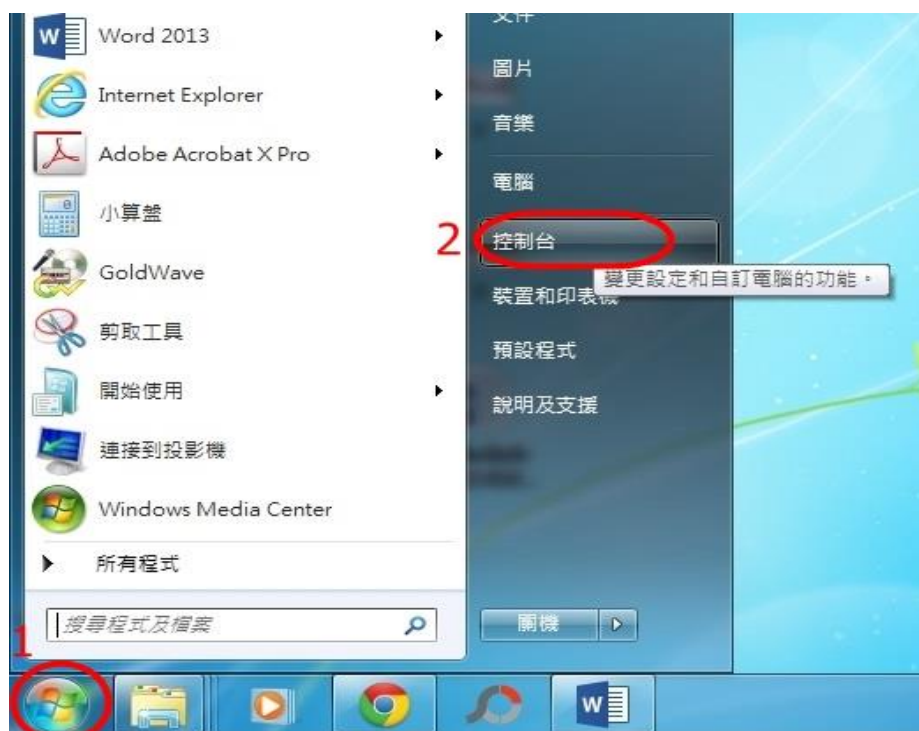 Word 2013
Internet Explorer
Adobe Acrobat X Pro
小算盤
GoldWave
剪取工具
開始使用
連接到投影機
Windows Media Center
所有程式
搜尋程式及檔案
1
文件
圖片
音樂
電腦
2
控制台
變更設定和自訂電腦的功能。
裝置和印表機
預設程式
說明及支援
關機